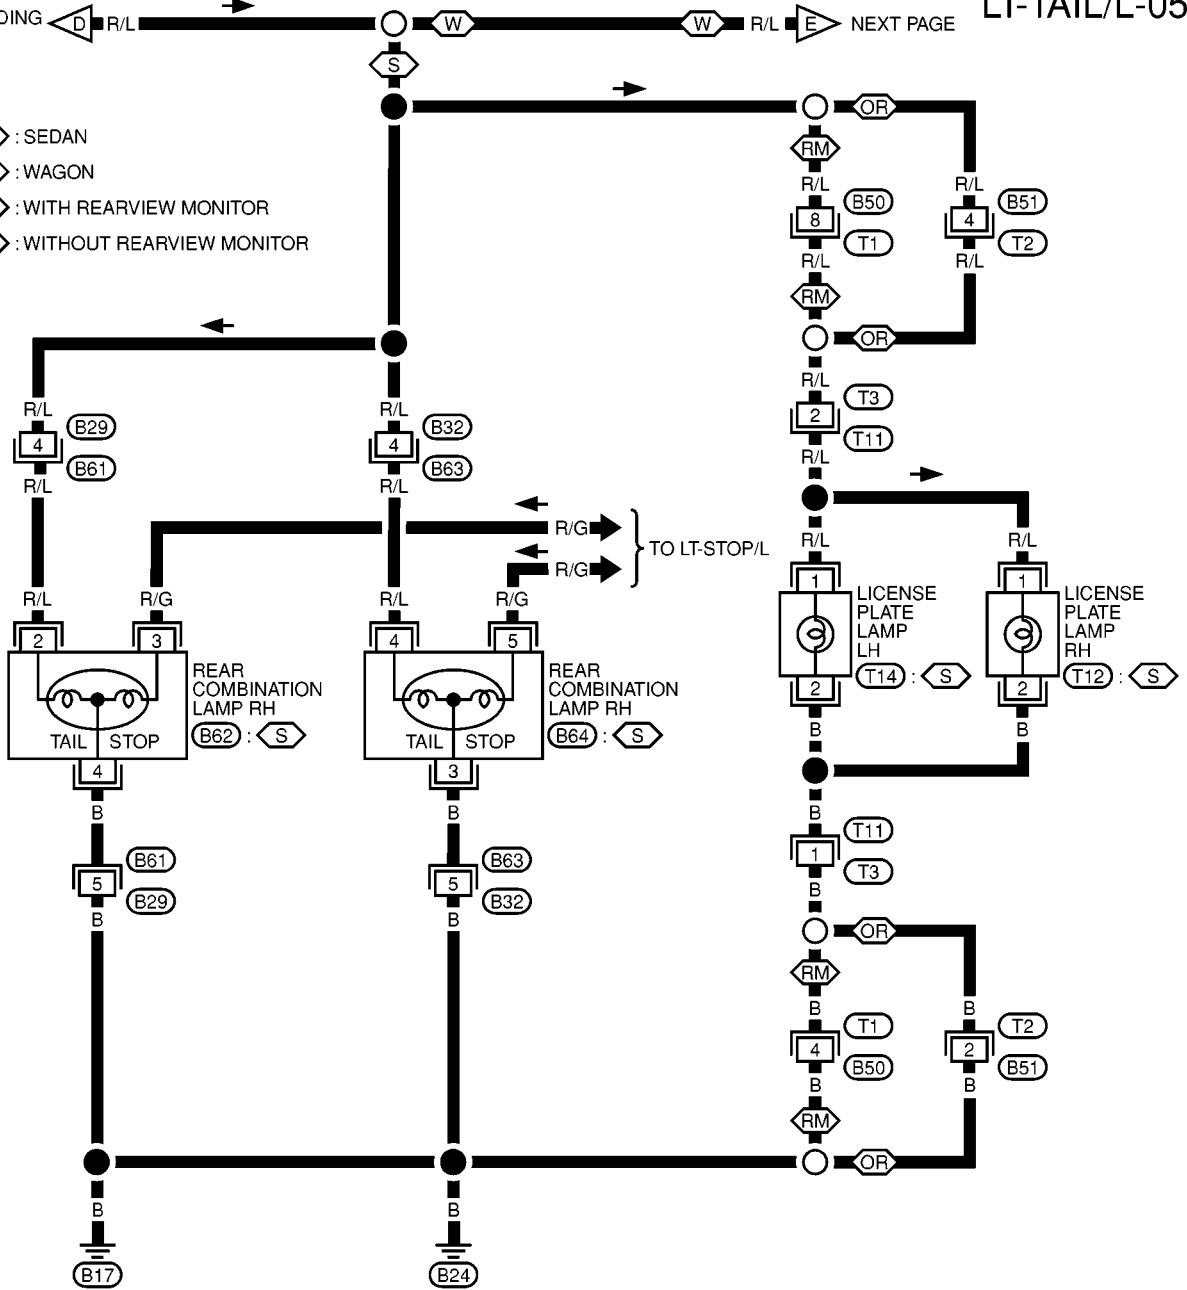 DING D R/L W W R/L E NEXT PAGE
LT-TAIL/L-05
S
: SEDAN
: WAGON
: WITH REARVIEW MONITOR
: WITHOUT REARVIEW MONITOR
OR
RM
R/L R/L
8 B50 4 B51
T1 T2
R/L R/L
RM
OR
R/L
2 T3
T11
R/L
R/L R/L
4 B29 4 B32
B61 B63
R/L R/L
R/G
R/G
TO LT-STOP/L
R/L R/L
R/L R/G R/L R/G
2 3 4 5
1 1
REAR
COMBINATION
LAMP RH
B62 : S
TAIL STOP
REAR
COMBINATION
LAMP RH
B64 : S
TAIL STOP
LICENSE
PLATE
LAMP
LH
T14 : S
LICENSE
PLATE
LAMP
RH
T12 : S
2 2
B B
4 3
B B
5 B61 5 B63
B29 B32
B B
B
1 T11
T3
B
OR
RM
B B
4 T1 2 T2
B50 B51
B B
RM
OR
B B
B17 B24